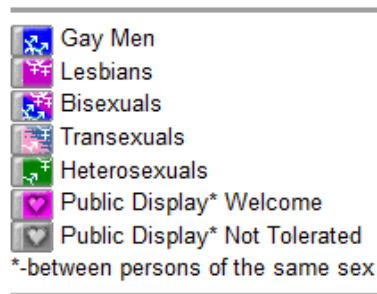 Gay Men
Lesbians
Bisexuals
Transexuals
Heterosexuals
Public Display* Welcome
Public Display* Not Tolerated
*-between persons of the same sex